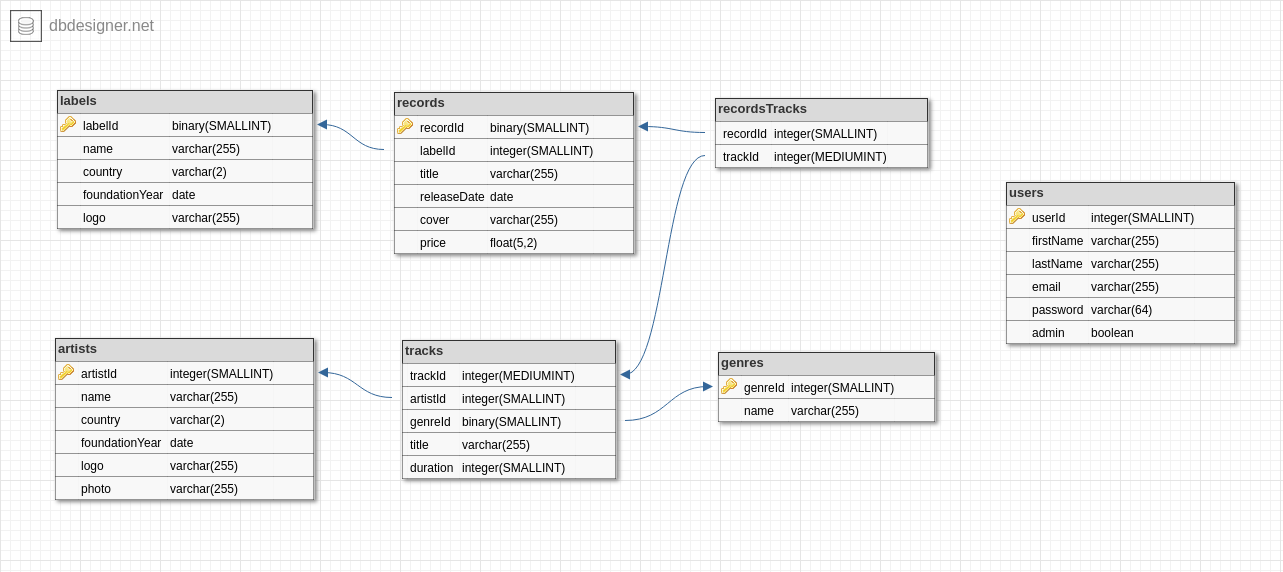 dbdesigner.net
labels
labelId binary(SMALLINT)
name varchar(255)
country varchar(2)
foundationYear date
logo varchar(255)
records
recordId binary(SMALLINT)
labelId integer(SMALLINT)
title varchar(255)
releaseDate date
cover varchar(255)
price float(5,2)
recordsTracks
recordId integer(SMALLINT)
trackId integer(MEDIUMINT)
users
userId integer(SMALLINT)
firstName varchar(255)
lastName varchar(255)
email varchar(255)
password varchar(64)
admin boolean
artists
artistId integer(SMALLINT)
name varchar(255)
country varchar(2)
foundationYear date
logo varchar(255)
photo varchar(255)
tracks
trackId integer(MEDIUMINT)
artistId integer(SMALLINT)
genreId binary(SMALLINT)
title varchar(255)
duration integer(SMALLINT)
genres
genreId integer(SMALLINT)
name varchar(255)